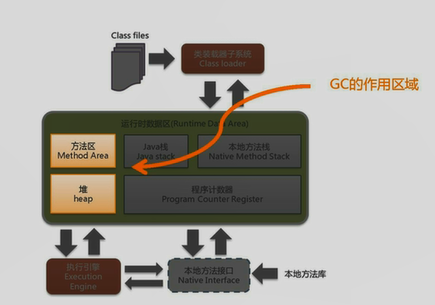 Class files
类装载器子系统
Class loader
GC的作用区域
运行时数据区(Runtime Data Area)
方法区
Method Area
Java栈
Java stack
本地方法栈
Native Method Stack
堆
heap
程序计数器
Program Counter Register
执行引擎
Execution
Engine
本地方法接口
Native Interface
本地方法库